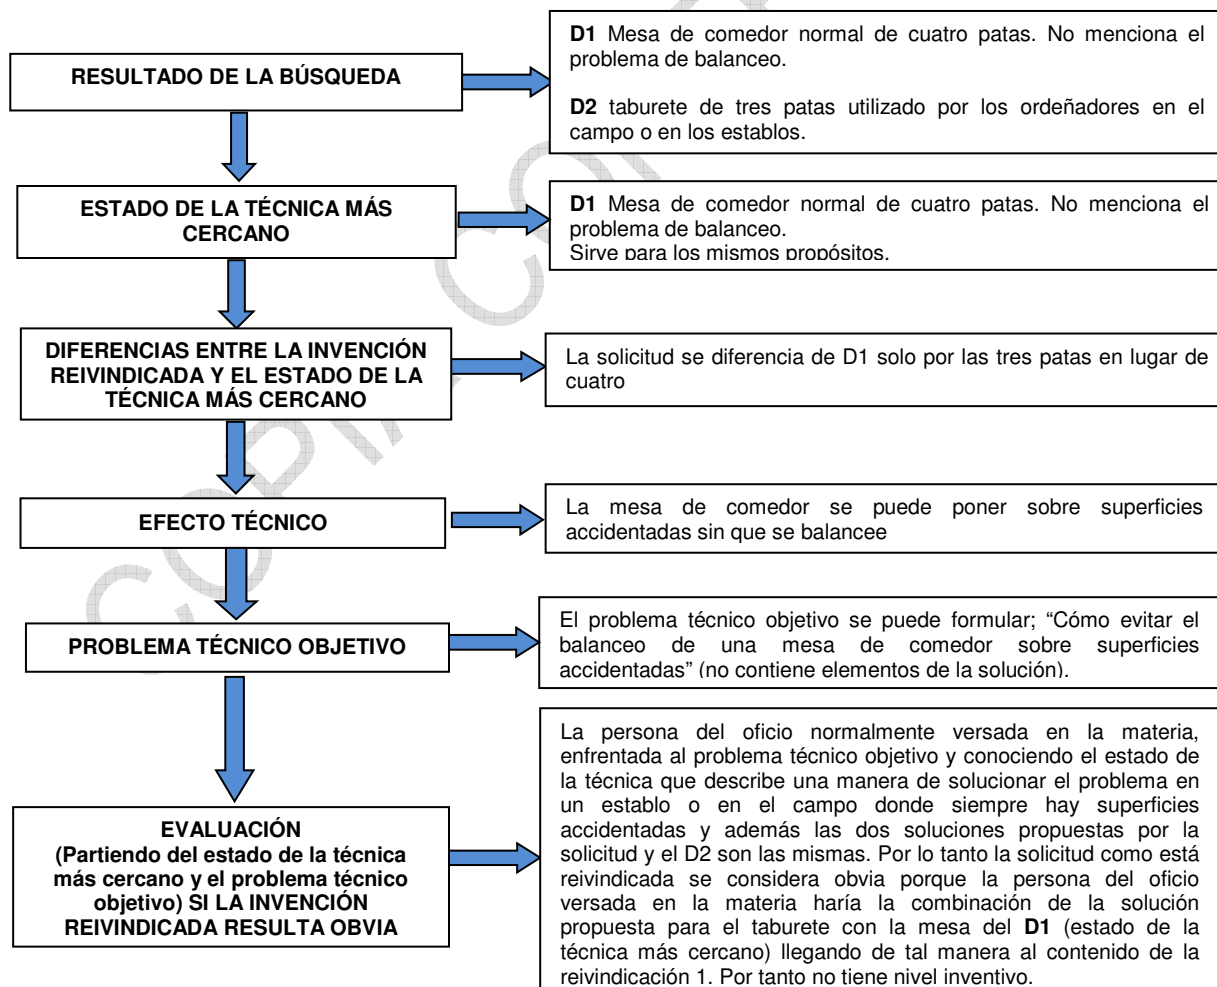 RESULTADO DE LA BÚSQUEDA
D1 Mesa de comedor normal de cuatro patas. No menciona el
problema de balanceo.
D2 taburete de tres patas utilizado por los ordeñadores en el
campo o en los establos.
ESTADO DE LA TÉCNICA MÁS
CERCANO
D1 Mesa de comedor normal de cuatro patas. No menciona el
problema de balanceo.
Sirve para los mismos propósitos.
DIFERENCIAS ENTRE LA INVENCIÓN
REIVINDICADA Y EL ESTADO DE LA
TÉCNICA MÁS CERCANO
La solicitud se diferencia de D1 solo por las tres patas en lugar de
cuatro
EFECTO TÉCNICO
La mesa de comedor se puede poner sobre superficies
accidentadas sin que se balancee
PROBLEMA TÉCNICO OBJETIVO
El problema técnico objetivo se puede formular; “Cómo evitar el
balanceo de una mesa de comedor sobre superficies
accidentadas” (no contiene elementos de la solución).
EVALUACIÓN
(Partiendo del estado de la técnica
más cercano y el problema técnico
objetivo) SI LA INVENCIÓN
REIVINDICADA RESULTA OBVIA
La persona del oficio normalmente versada en la materia,
enfrentada al problema técnico objetivo y conociendo el estado de
la técnica que describe una manera de solucionar el problema en
un establo o en el campo donde siempre hay superficies
accidentadas y además las dos soluciones propuestas por la
solicitud y el D2 son las mismas. Por lo tanto la solicitud como está
reivindicada se considera obvia porque la persona del oficio
versada en la materia haría la combinación de la solución
propuesta para el taburete con la mesa del D1 (estado de la
técnica más cercano) llegando de tal manera al contenido de la
reivindicación 1. Por tanto no tiene nivel inventivo.